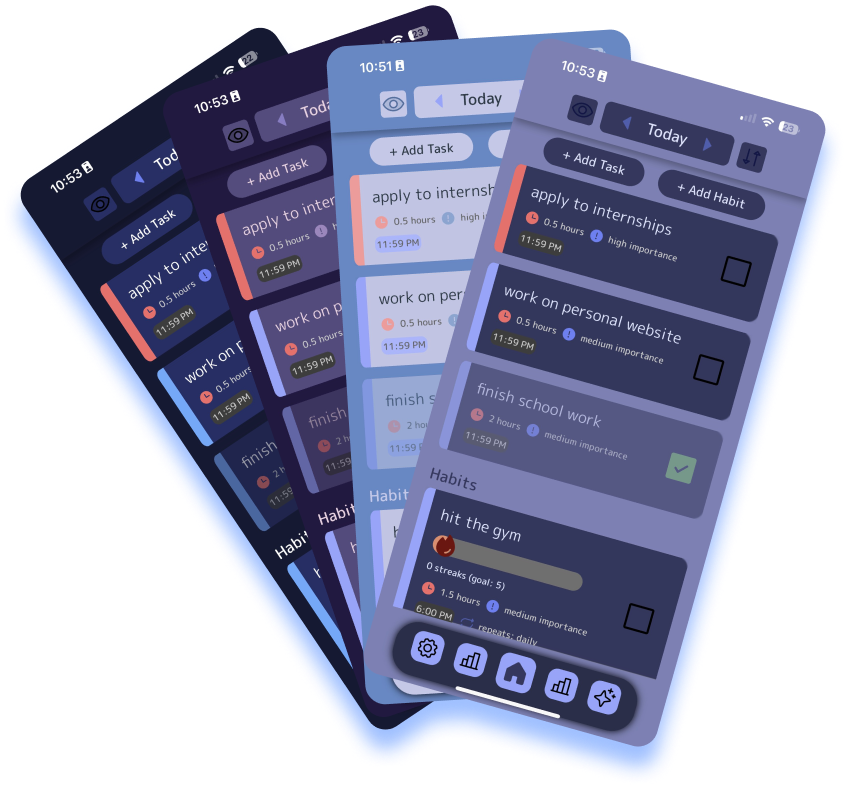 10:53
22
Tod
+ Add Task
apply to inte
0.5 hours
11:59 PM
work on p
0.5 hours
11:59 PM
finish
2 h
11:59
Habi
10:53
23
Toda
+ Add Task
apply to inter
0.5 hours
11:59 PM
work on p
0.5 hours
11:59 PM
finish
2 h
11:59
Habit
10:51
Today
+ Add Task
apply to internsh
0.5 hours
high i
11:59 PM
work on per
0.5 hours
11:59 PM
finish s
2 hou
11:59 P
Habit
10:53
23
Today
+ Add Task
+ Add Habit
apply to internships
0.5 hours
high importance
11:59 PM
work on personal website
0.5 hours
medium importance
11:59 PM
finish school work
2 hours
medium importance
11:59 PM
Habits
hit the gym
0 streaks (goal: 5)
1.5 hours
medium importance
6:00 PM
repeats: daily